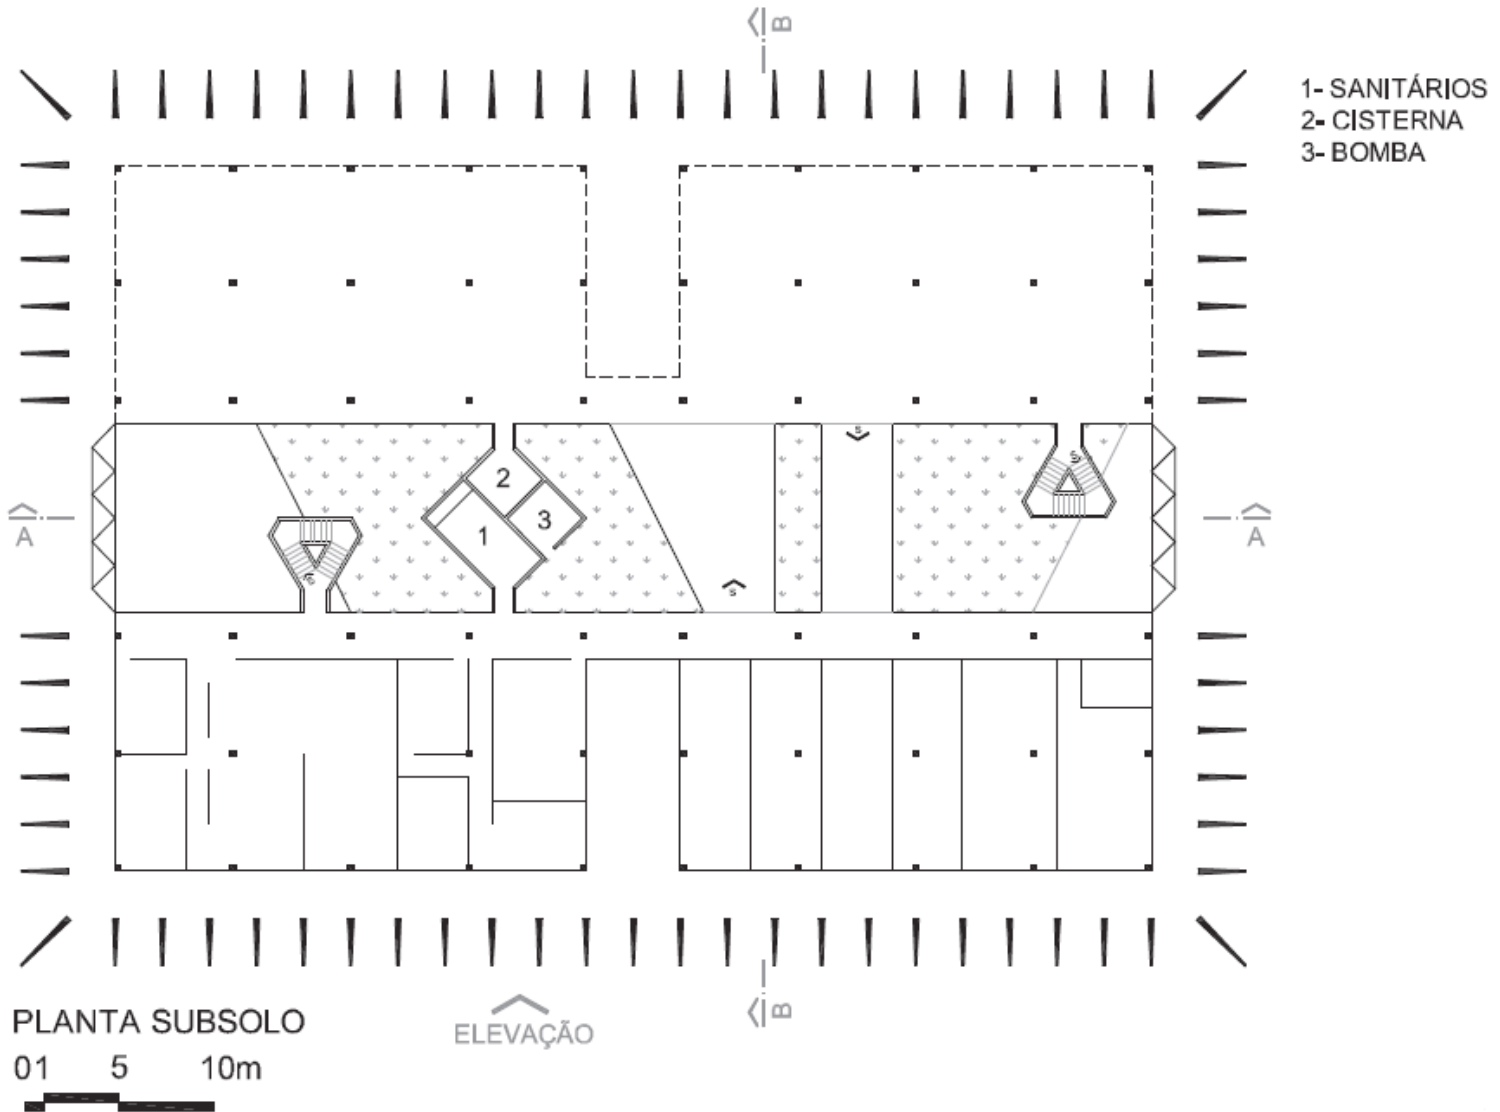 B
1- SANITÁRIOS
2- CISTERNA
3- BOMBA
S
S
2
3
1
A
A
S
S
PLANTA SUBSOLO
ELEVAÇÃO
B
01 5 10m